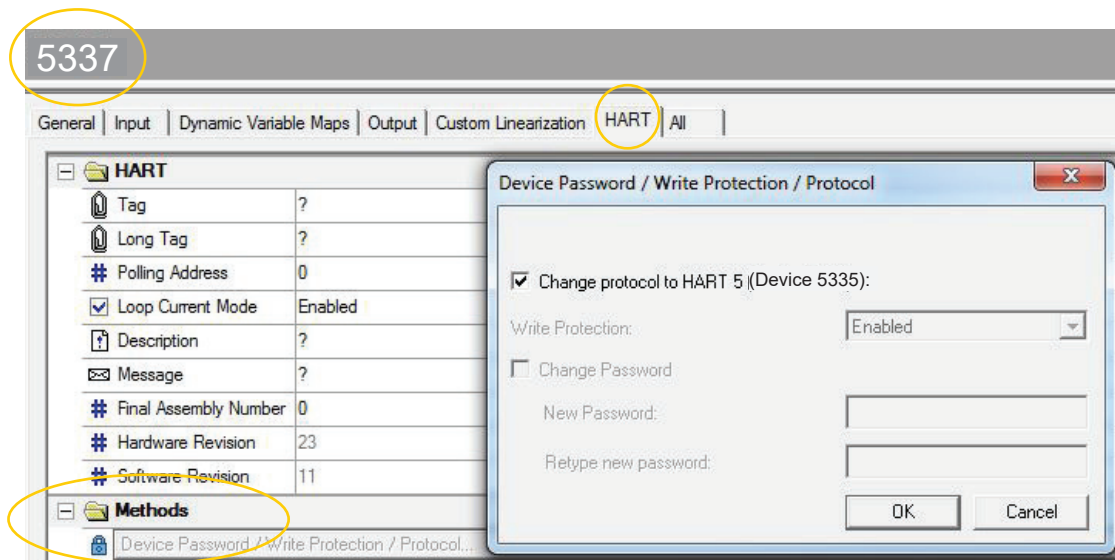 5337
General Input Dynamic Variable Maps Output Custom Linearization HART All
HART
Tag ?
Long Tag ?
Polling Address 0
Loop Current Mode Enabled
Description ?
Message ?
Final Assembly Number 0
Hardware Revision 23
Software Revision 11
Methods
Device Password / Write Protection / Protocol...
Device Password / Write Protection / Protocol
Change protocol to HART 5 (Device 5335):
Write Protection: Enabled
Change Password
New Password:
Retype new password:
OK Cancel